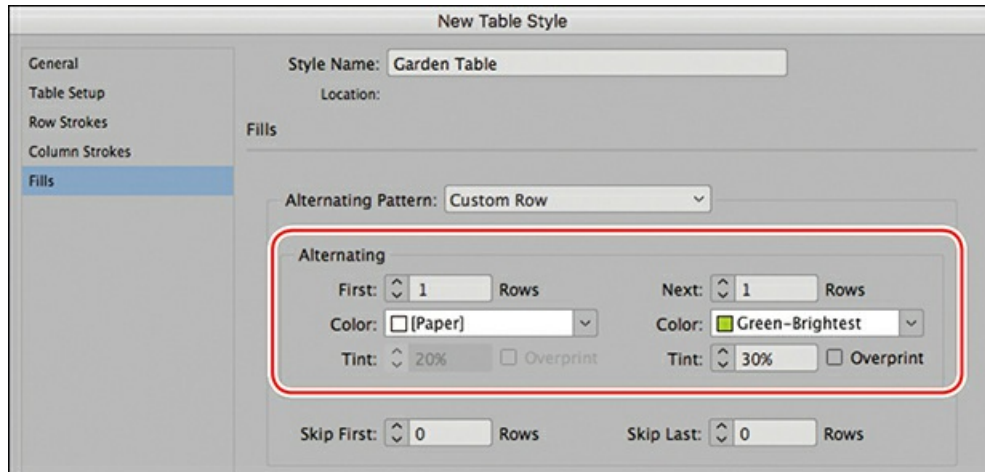 New Table Style
General
Table Setup
Row Strokes
Column Strokes
Fills
Style Name: Garden Table
Location:
Fills
Alternating Pattern: Custom Row
Alternating
First: 1 Rows Next: 1 Rows
Color: [Paper] Color: Green-Brightest
Tint: 20% Overprint Tint: 30% Overprint
Skip First: 0 Rows Skip Last: 0 Rows